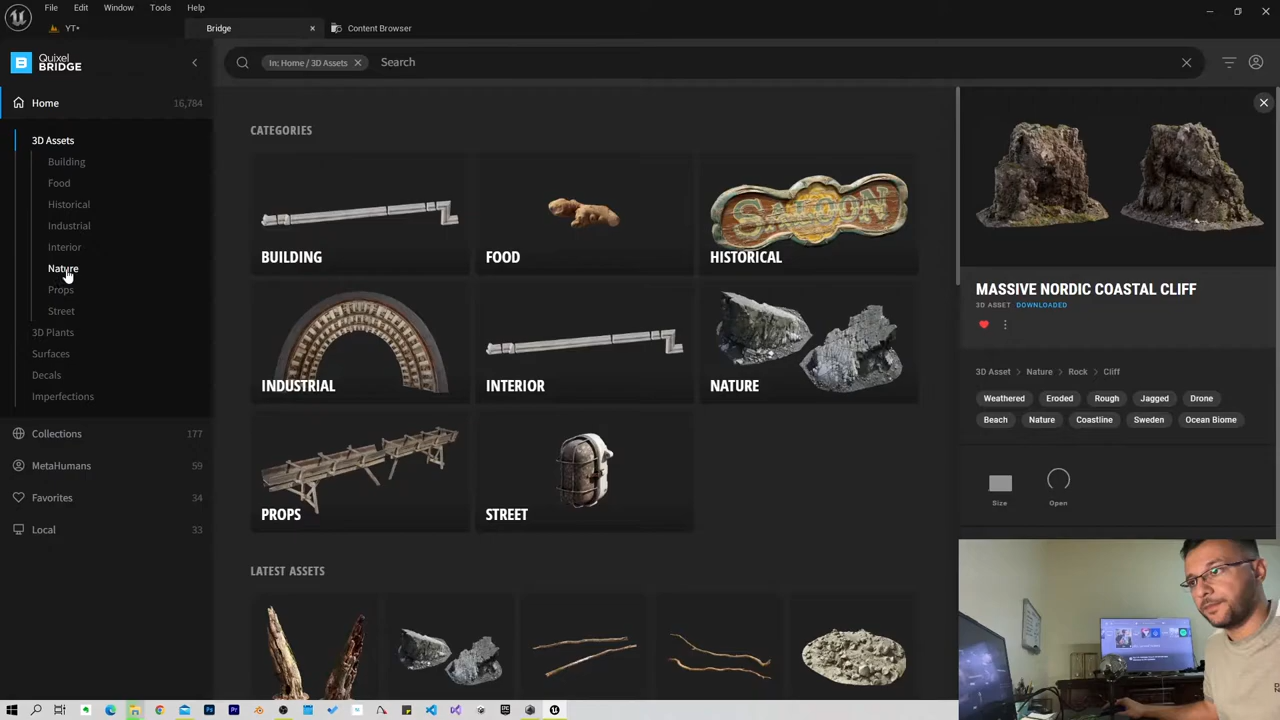 File Edit Window Tools Help
YT•
Bridge
Content Browser
Quixel
BRIDGE
In: Home / 3D Assets
Search
Home 16,784
3D Assets
Building
Food
Historical
Industrial
Interior
Nature
Props
Street
3D Plants
Surfaces
Decals
Imperfections
Collections 177
MetaHumans 59
Favorites 34
Local 33
CATEGORIES
BUILDING
FOOD
SALOON
HISTORICAL
INDUSTRIAL
INTERIOR
NATURE
PROPS
STREET
LATEST ASSETS
MASSIVE NORDIC COASTAL CLIFF
3D ASSET DOWNLOADED
3D Asset > Nature > Rock > Cliff
Weathered Eroded Rough Jagged Drone
Beach Nature Coastline Sweden Ocean Biome
Size Open